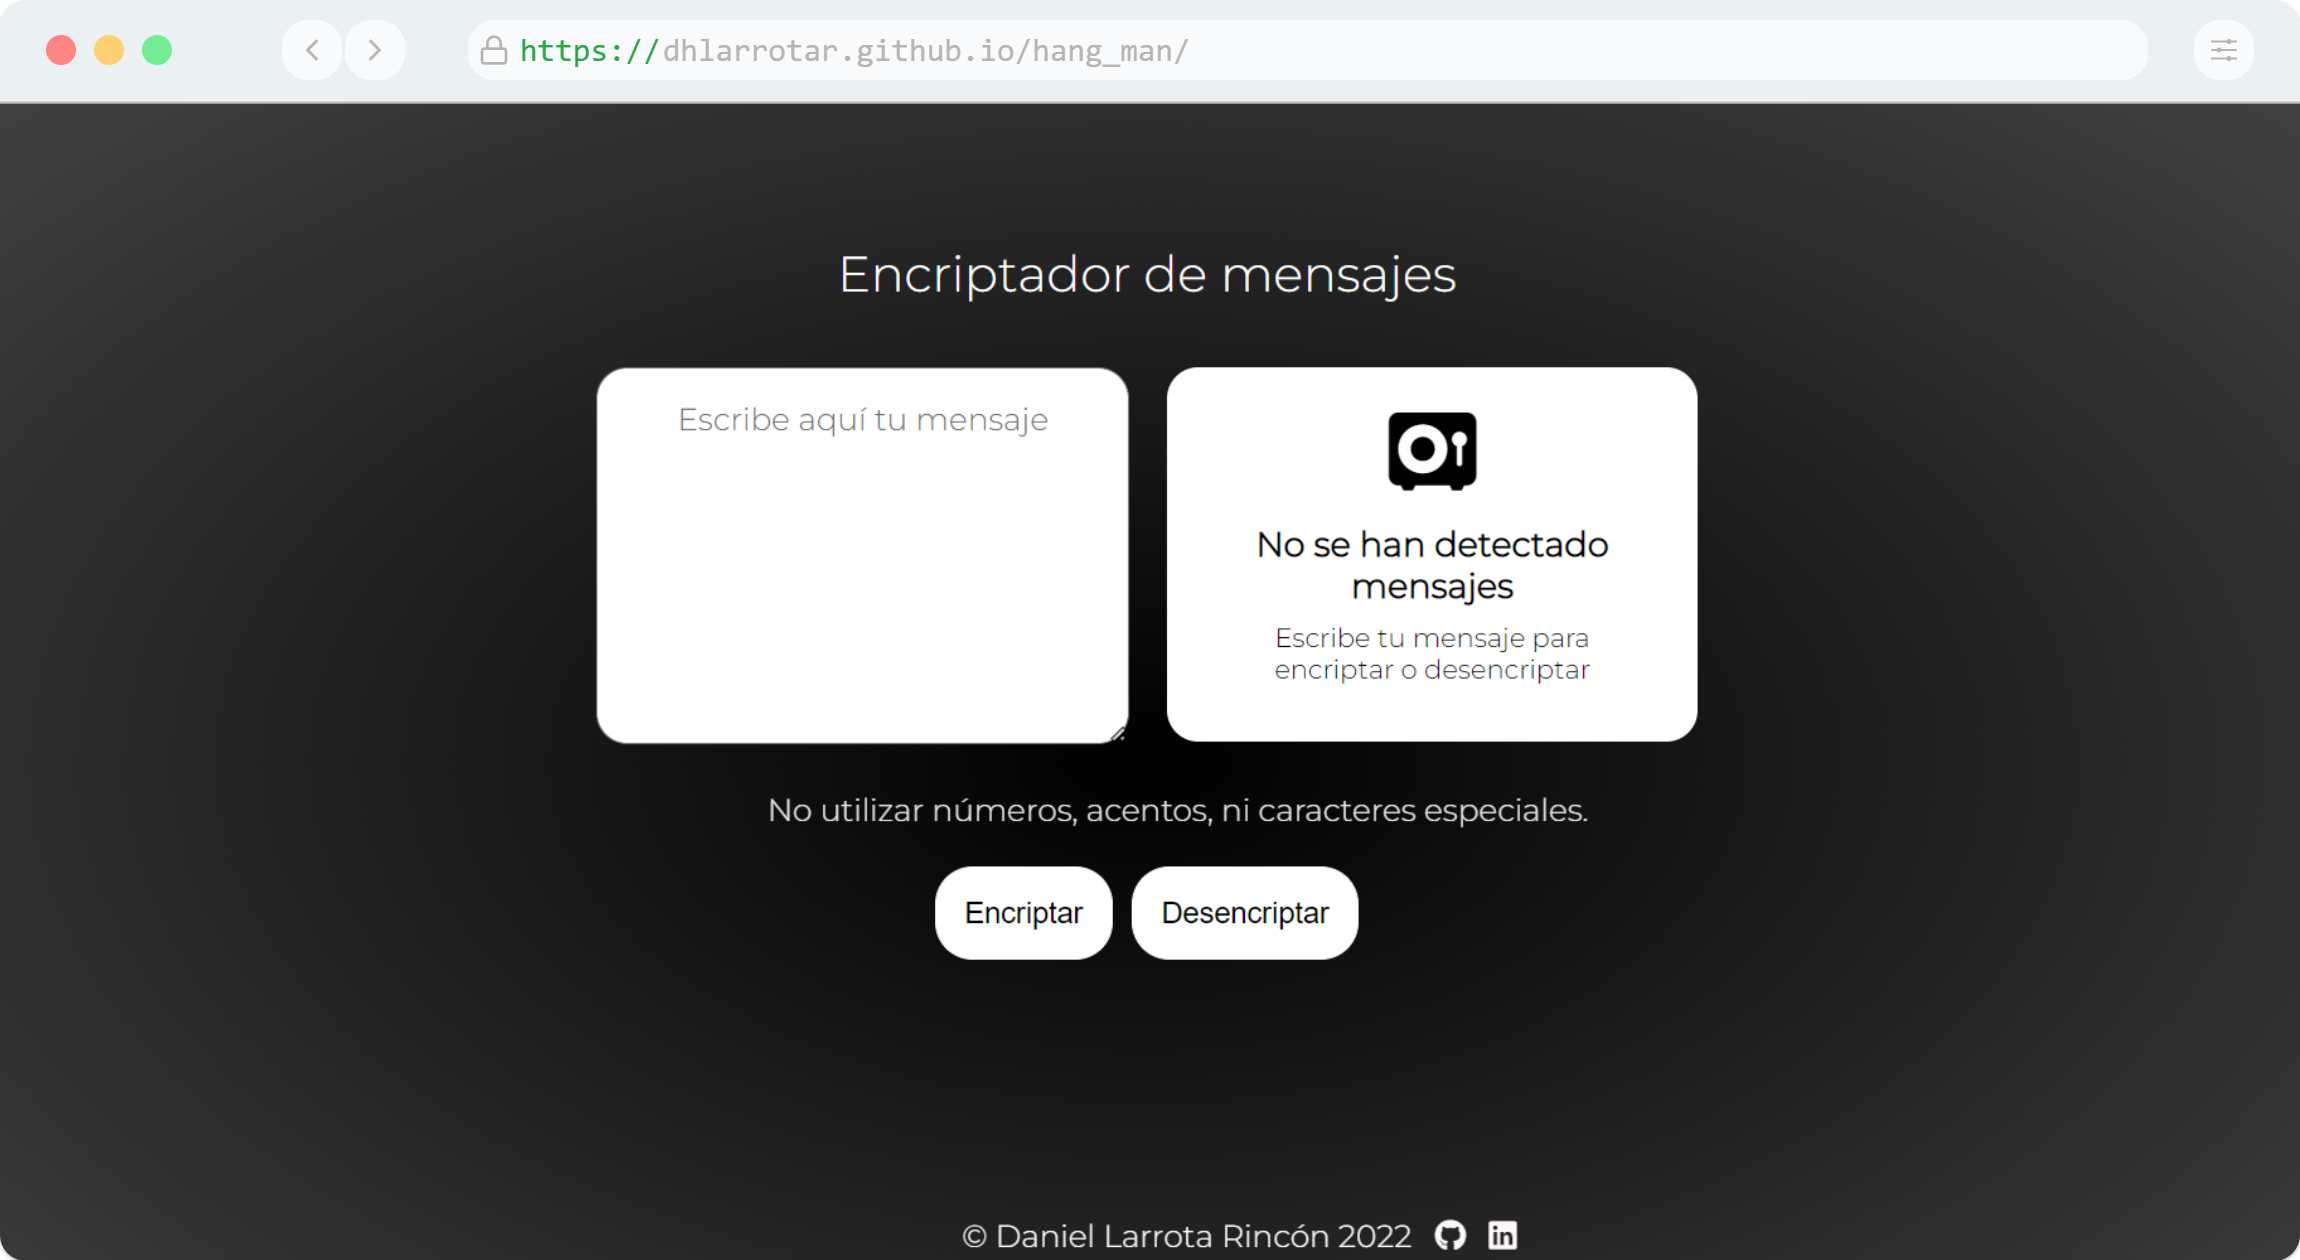 https://dhlarrotar.github.io/hang_man/
Encriptador de mensajes
Escribe aquí tu mensaje
No se han detectado
mensajes
Escribe tu mensaje para
encriptar o desencriptar
No utilizar números, acentos, ni caracteres especiales.
Encriptar
Desencriptar
© Daniel Larrota Rincón 2022